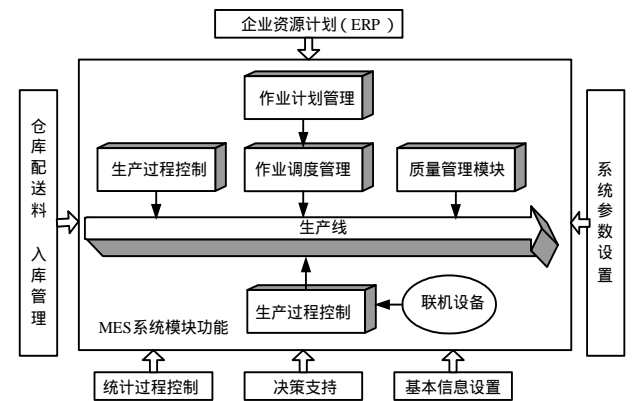 企业资源计划（ERP）
作业计划管理
生产过程控制
作业调度管理
质量管理模块
仓库配送料 入库管理
系统参数设置
生产线
生产过程控制
联机设备
MES系统模块功能
统计过程控制
决策支持
基本信息设置